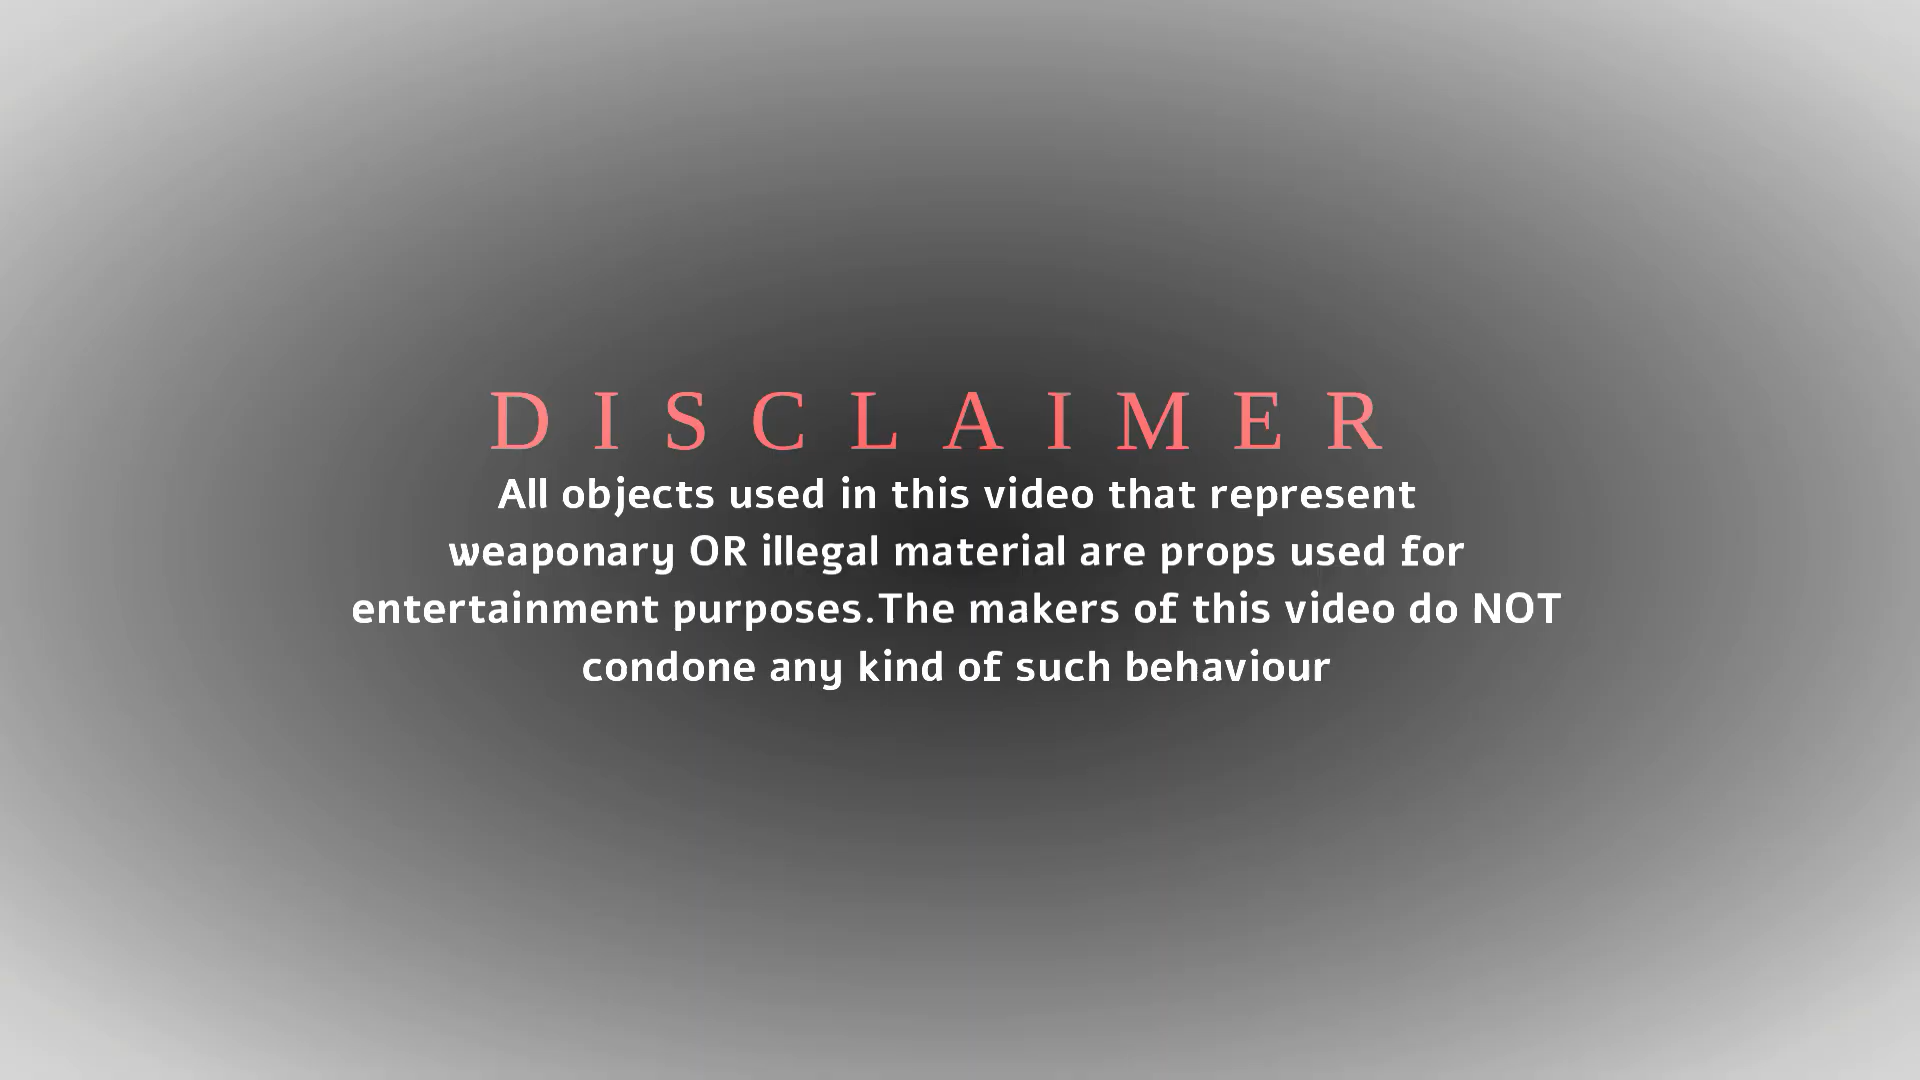 DISCLAIMER
All objects used in this video that represent
weaponary OR illegal material are props used for
entertainment purposes.The makers of this video do NOT
condone any kind of such behaviour